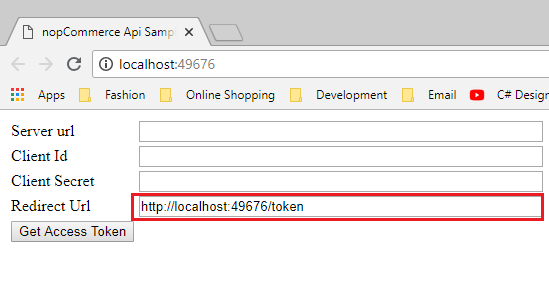 nopCommerce Api Samp
localhost:49676
Apps Fashion Online Shopping Development Email C# Design
Server url
Client Id
Client Secret
Redirect Url http://localhost:49676/token
Get Access Token